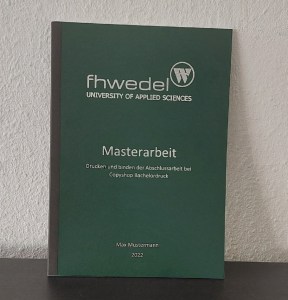 fhwedel
W
UNIVERSITY OF APPLIED SCIENCES
Masterarbeit
Drucken und binden der Abschlussarbeit bei
Copyshop Bachelordruck
Max Mustermann
2022